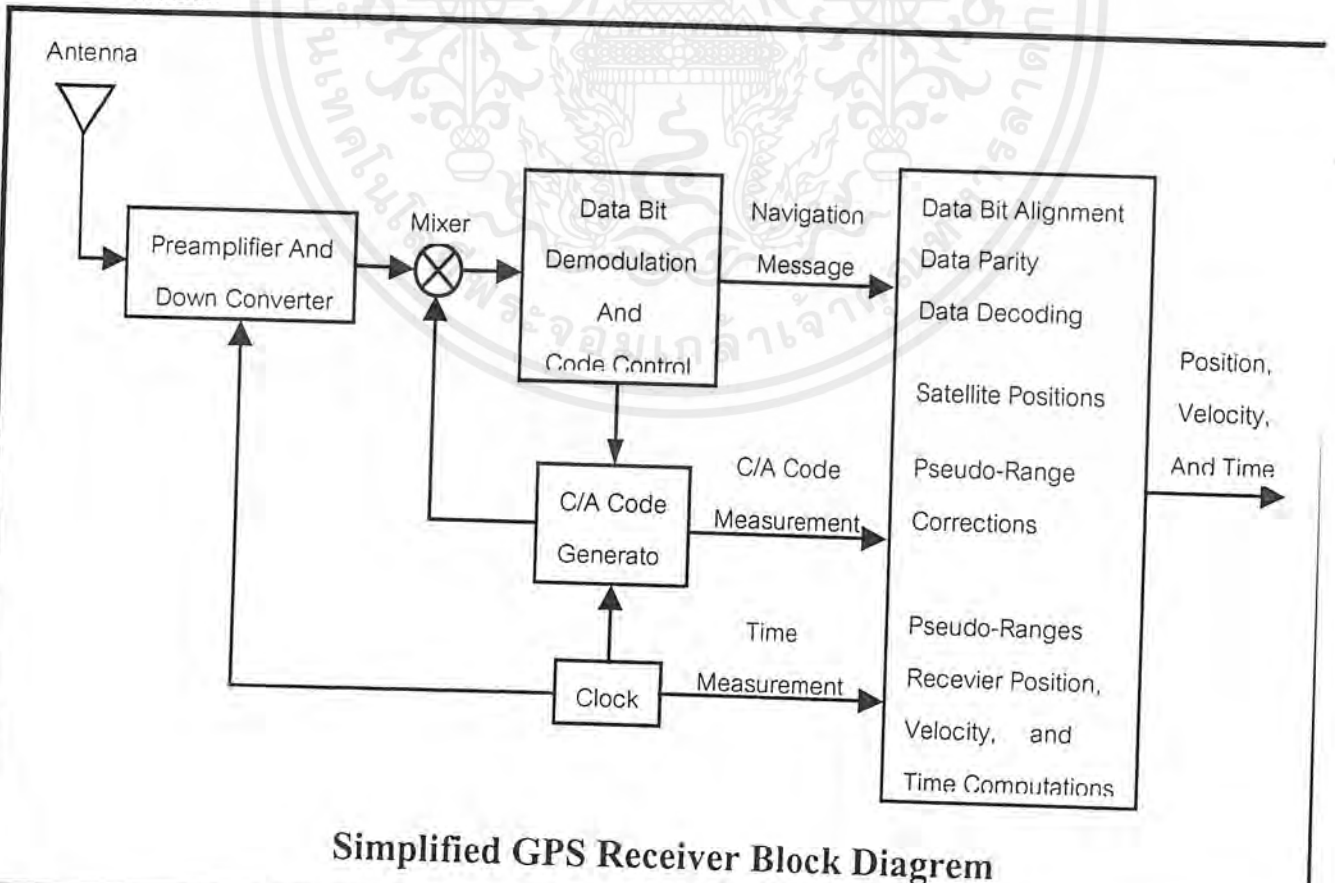 Antenna
Preamplifier And
Down Converter
Mixer
Data Bit
Demodulation
And
Code Control
Navigation
Message
C/A Code
Generato
C/A Code
Measurement
Clock
Time
Measurement
Data Bit Alignment
Data Parity
Data Decoding
Satellite Positions
Pseudo-Range
Corrections
Pseudo-Ranges
Recevier Position,
Velocity, and
Time Computations
Position,
Velocity,
And Time
Simplified GPS Receiver Block Diagrem